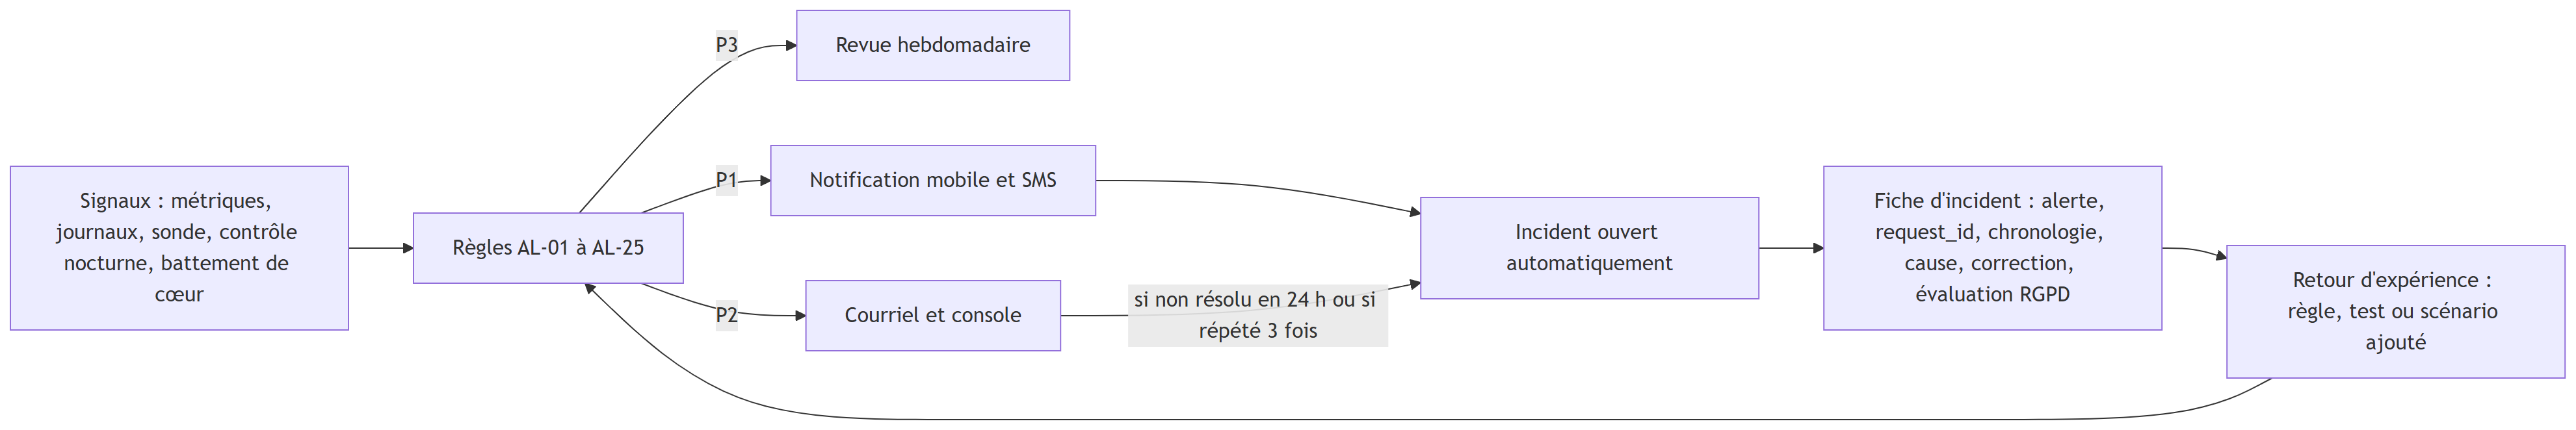 Signaux : métriques,
journaux, sonde, contrôle
nocturne, battement de
cœur
Règles AL-01 à AL-25
P3
Revue hebdomadaire
P1
Notification mobile et SMS
P2
Courriel et console
si non résolu en 24 h ou si
répété 3 fois
Incident ouvert
automatiquement
Fiche d'incident : alerte,
request_id, chronologie,
cause, correction,
évaluation RGPD
Retour d'expérience :
règle, test ou scénario
ajouté